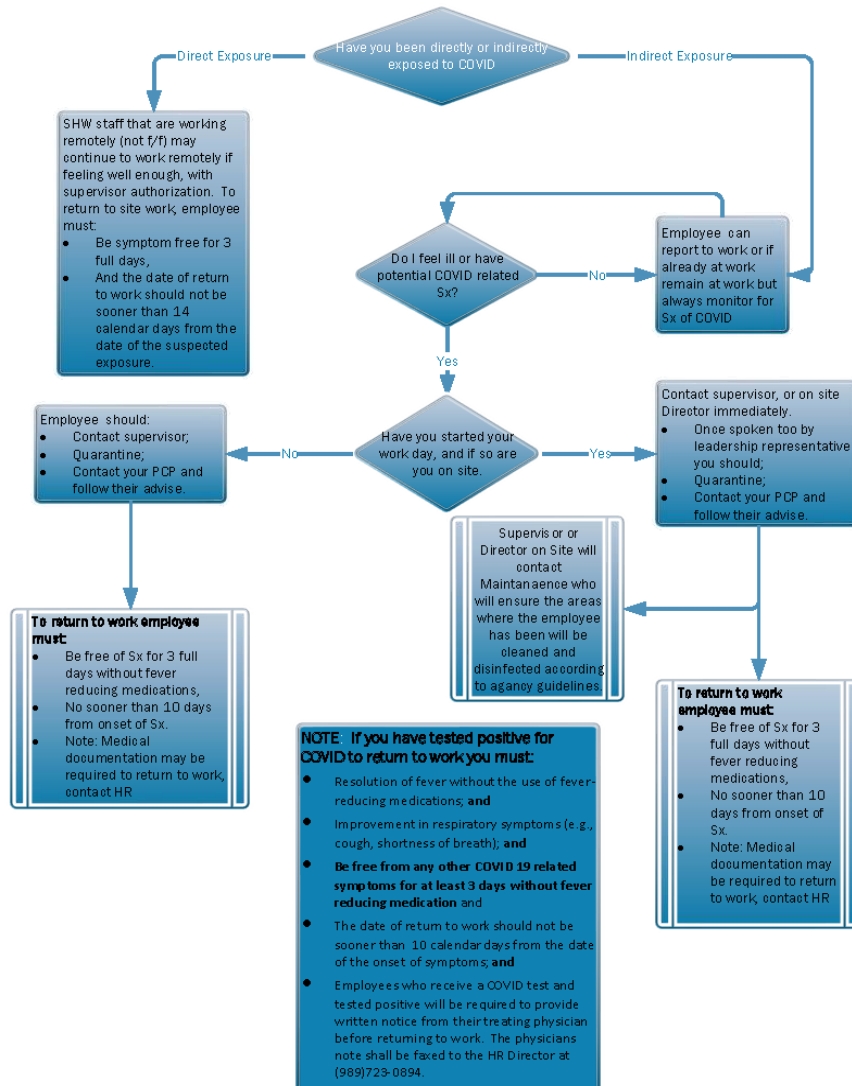 Have you been directly or indirectly
exposed to COVID
Direct Exposure
Indirect Exposure
SHW staff that are working
remotely (not f/f) may
continue to work remotely if
feeling well enough, with
supervisor authorization. To
return to site work, employee
must:
• Be symptom free for 3
full days,
• And the date of return
to work should not be
sooner than 14
calendar days from the
date of the suspected
exposure.
Do I feel ill or have
potential COVID related
Sx?
No
Employee can
report to work or if
already at work
remain at work but
always monitor for
Sx of COVID
Yes
Employee should:
• Contact supervisor;
• Quarantine;
• Contact your PCP and
follow their advise.
No
Have you started your
work day, and if so are
you on site.
Yes
Contact supervisor, or on site
Director immediately.
• Once spoken too by
leadership representative
you should;
• Quarantine;
• Contact your PCP and
follow their advise.
Supervisor or
Director on Site will
contact
Maintanaence who
will ensure the areas
where the employee
has been will be
cleaned and
disinfected according
to agancy guidelines.
To return to work employee
must:
• Be free of Sx for 3 full
days without fever
reducing medications,
• No sooner than 10 days
from onset of Sx.
• Note: Medical
documentation may be
required to return to work,
contact HR
To return to work
employee must:
• Be free of Sx for 3
full days without
fever reducing
medications,
• No sooner than 10
days from onset of
Sx.
• Note: Medical
documentation may
be required to return
to work, contact HR
NOTE: If you have tested positive for
COVID to return to work you must:
• Resolution of fever without the use of fever-
reducing medications; and
• Improvement in respiratory symptoms (e.g.,
cough, shortness of breath); and
• Be free from any other COVID 19 related
symptoms for at least 3 days without fever
reducing medication and
• The date of return to work should not be
sooner than 10 calendar days from the date
of the onset of symptoms; and
• Employees who receive a COVID test and
tested positive will be required to provide
written notice from their treating physician
before returning to work. The physicians
note shall be faxed to the HR Director at
(989)723-0894.